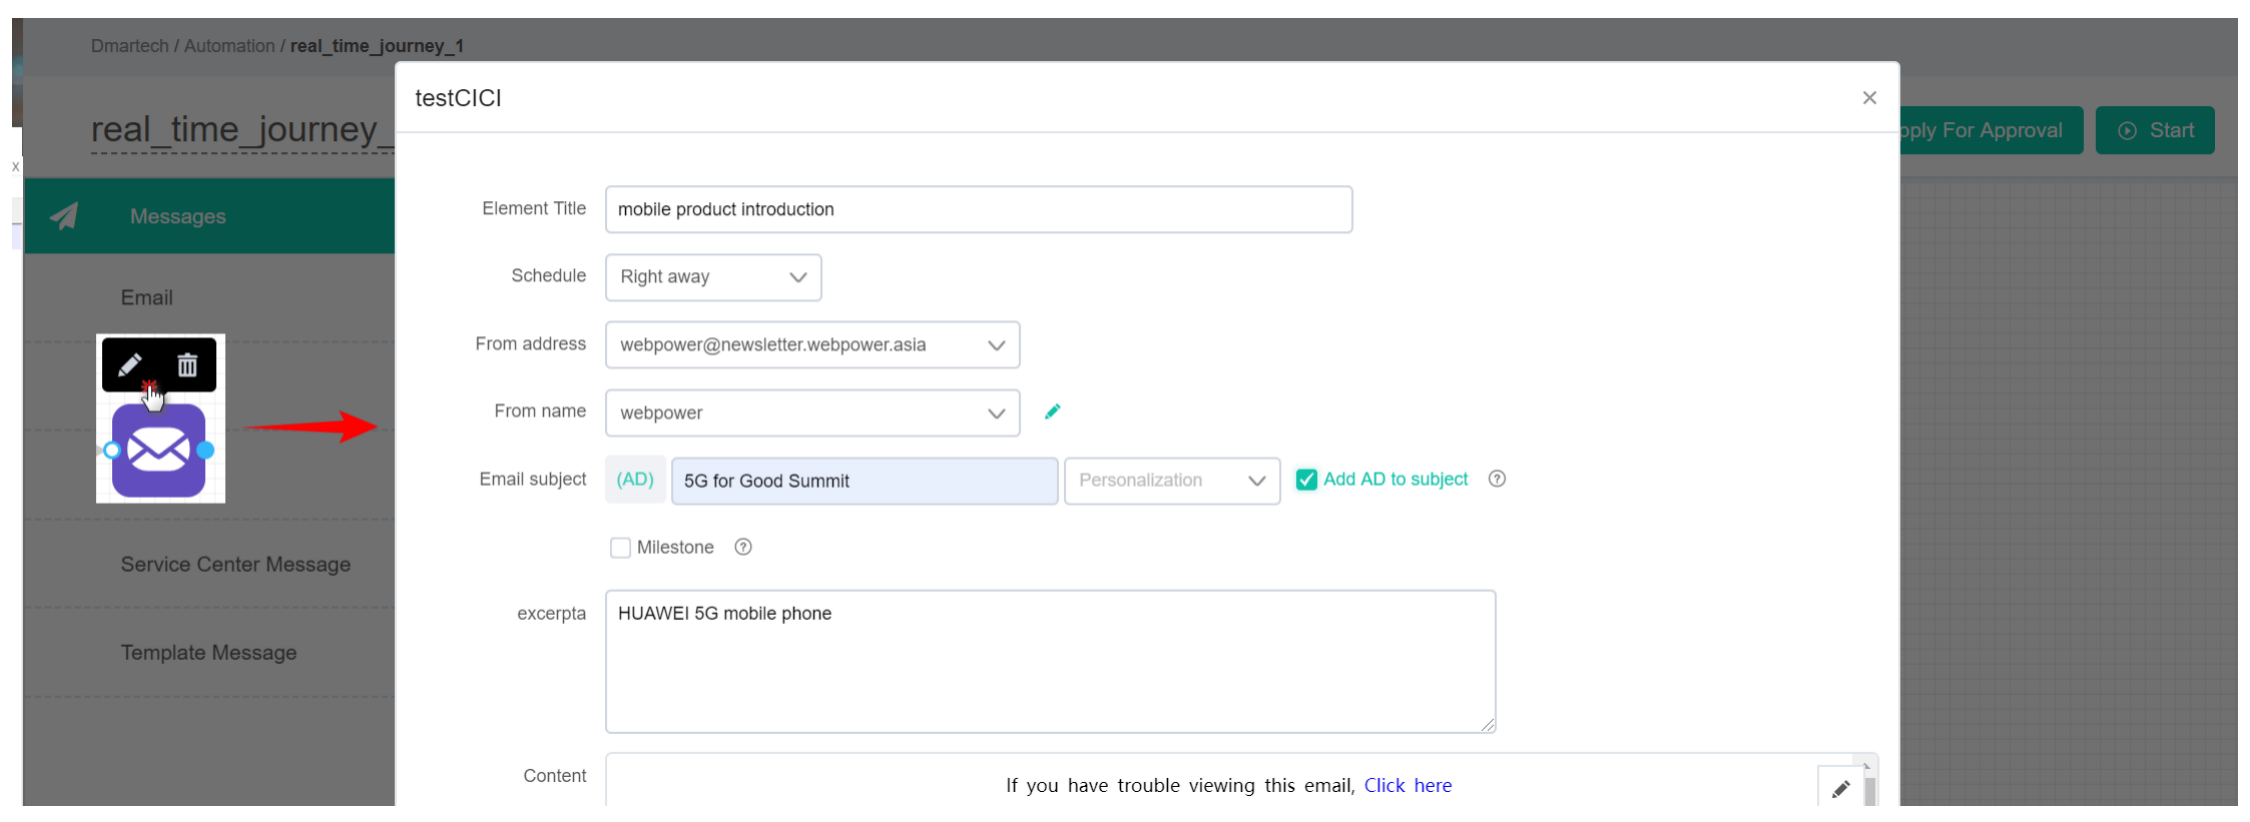 Dmartech / Automation / real_time_journey_1
testCICI
real_time_journey_
pply For Approval
Start
x
Messages
Element Title
mobile product introduction
Schedule
Right away
Email
From address
webpower@newsletter.webpower.asia
From name
webpower
Email subject
(AD)
5G for Good Summit
Personalization
Add AD to subject
Milestone
Service Center Message
excerpta
HUAWEI 5G mobile phone
Template Message
Content
If you have trouble viewing this email, Click here